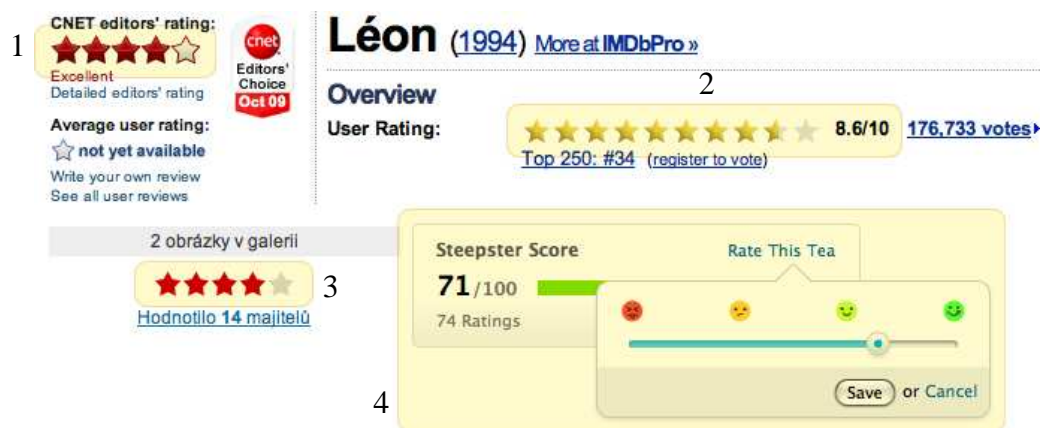 1
CNET editors' rating:
Excellent
Detailed editors' rating
cnet
Editors'
Choice
Oct 09
Average user rating:
not yet available
Write your own review
See all user reviews
Léon (1994) More at IMDbPro »
Overview
2
User Rating:
8.6/10 176,733 votes
Top 250: #34 (register to vote)
2 obrázky v galerii
3
Hodnotilo 14 majitelů
4
Steepster Score
71/100
74 Ratings
Rate This Tea
Save or Cancel